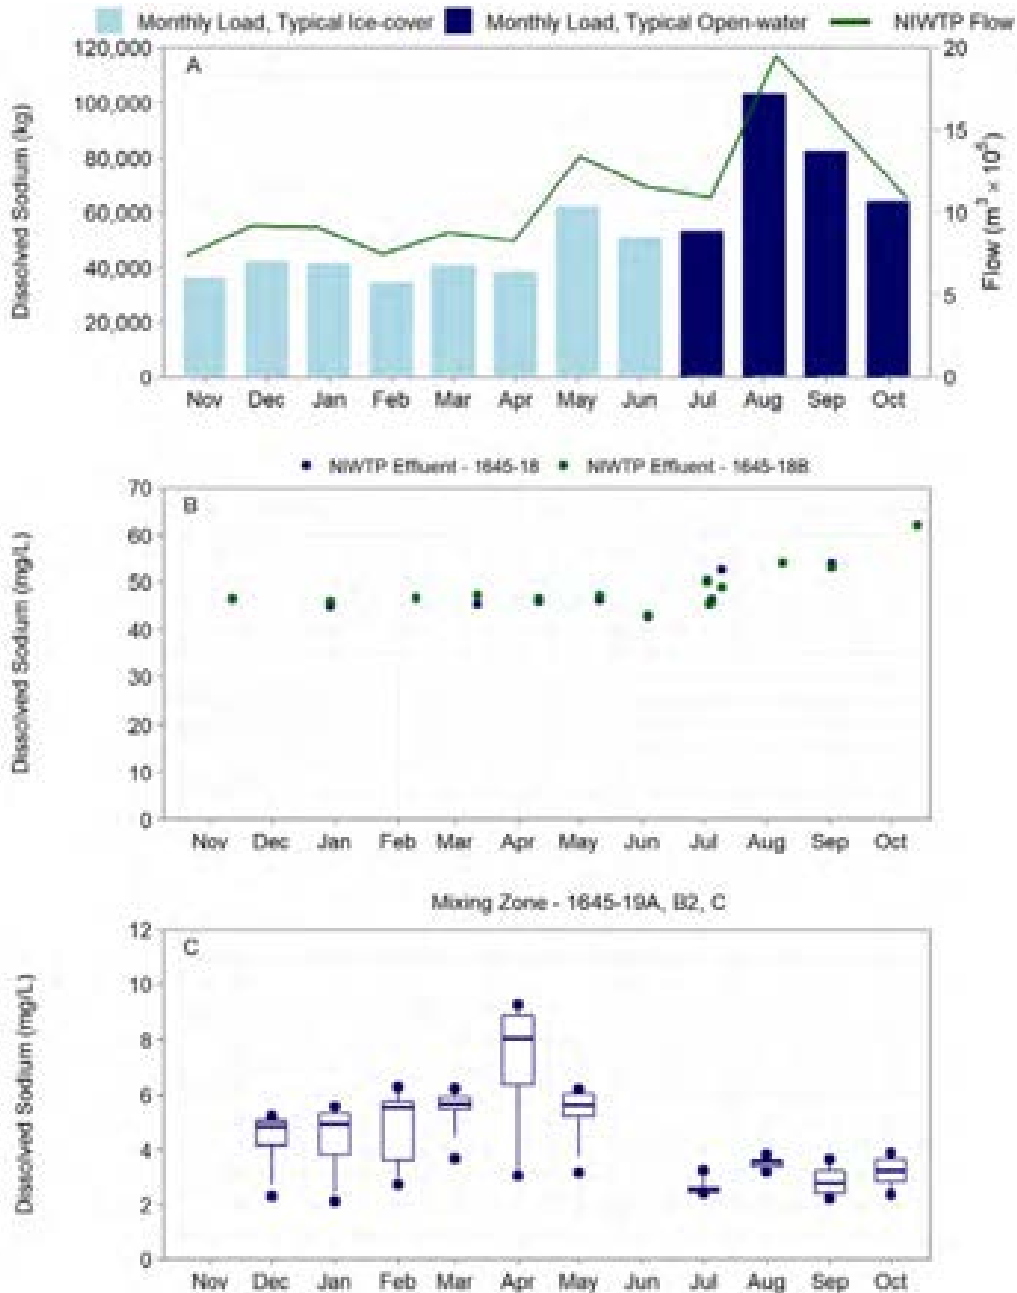 Monthly Load, Typical Ice-cover Monthly Load, Typical Open-water NIWTP Flow
A
Dissolved Sodium (kg)
120,000
100,000
80,000
60,000
40,000
20,000
0
20
15
10
5
0
Flow (m³ × 10⁵)
Nov Dec Jan Feb Mar Apr May Jun Jul Aug Sep Oct
NIWTP Effluent - 1645-18 NIWTP Effluent - 1645-18B
B
Dissolved Sodium (mg/L)
70
60
50
40
30
20
10
0
Nov Dec Jan Feb Mar Apr May Jun Jul Aug Sep Oct
Mixing Zone - 1645-19A, B2, C
C
Dissolved Sodium (mg/L)
12
10
8
6
4
2
0
Nov Dec Jan Feb Mar Apr May Jun Jul Aug Sep Oct